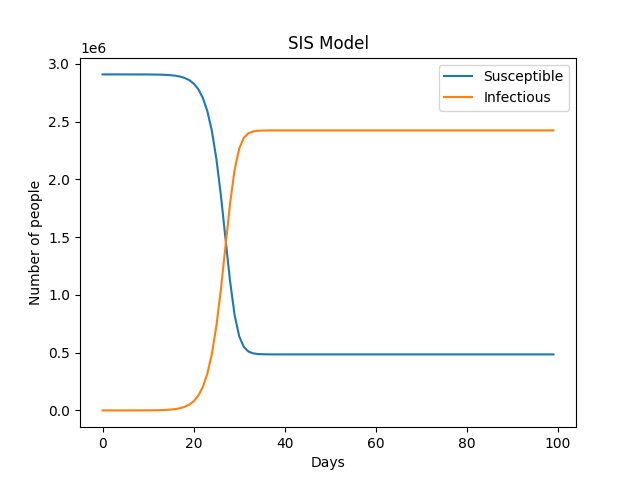 SIS Model
1e6
Susceptible
Infectious
3.0
2.5
2.0
1.5
1.0
0.5
0.0
Number of people
0 20 40 60 80 100
Days